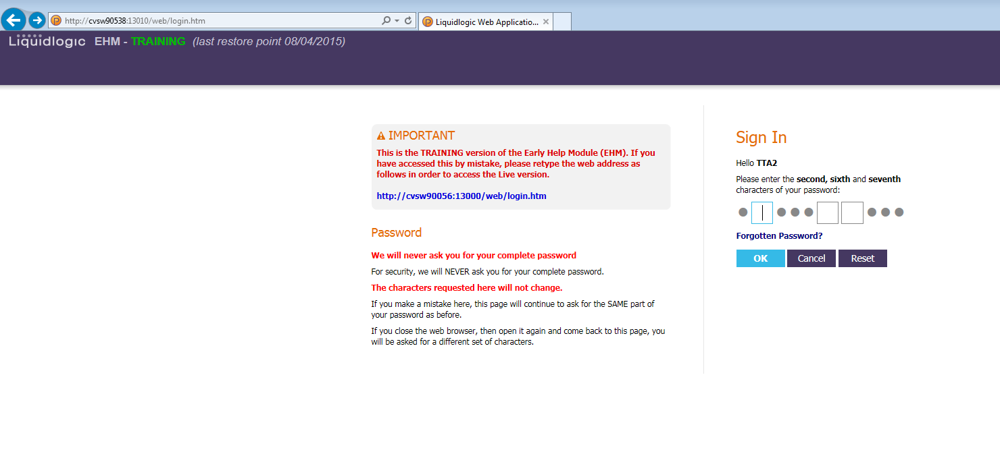 http://cvsw90538:13010/web/login.htm
Liquidlogic Web Applicatio...
Liquidlogic EHM - TRAINING (last restore point 08/04/2015)
IMPORTANT
This is the TRAINING version of the Early Help Module (EHM). If you
have accessed this by mistake, please retype the web address as
follows in order to access the Live version.
http://cvsw90056:13000/web/login.htm
Password
We will never ask you for your complete password
For security, we will NEVER ask you for your complete password.
The characters requested here will not change.
If you make a mistake here, this page will continue to ask for the SAME part of
your password as before.
If you close the web browser, then open it again and come back to this page, you
will be asked for a different set of characters.
Sign In
Hello TTA2
Please enter the second, sixth and seventh
characters of your password:
Forgotten Password?
OK Cancel Reset